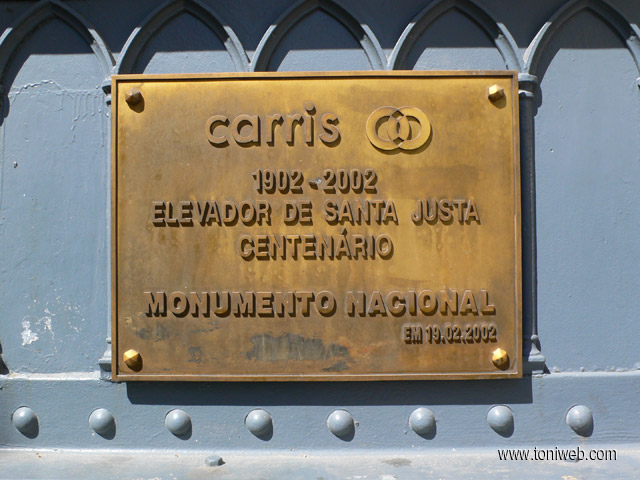 carris
1902 - 2002
ELEVADOR DE SANTA JUSTA
CENTENÁRIO
MONUMENTO NACIONAL
EM 19.02.2002
www.toniweb.com